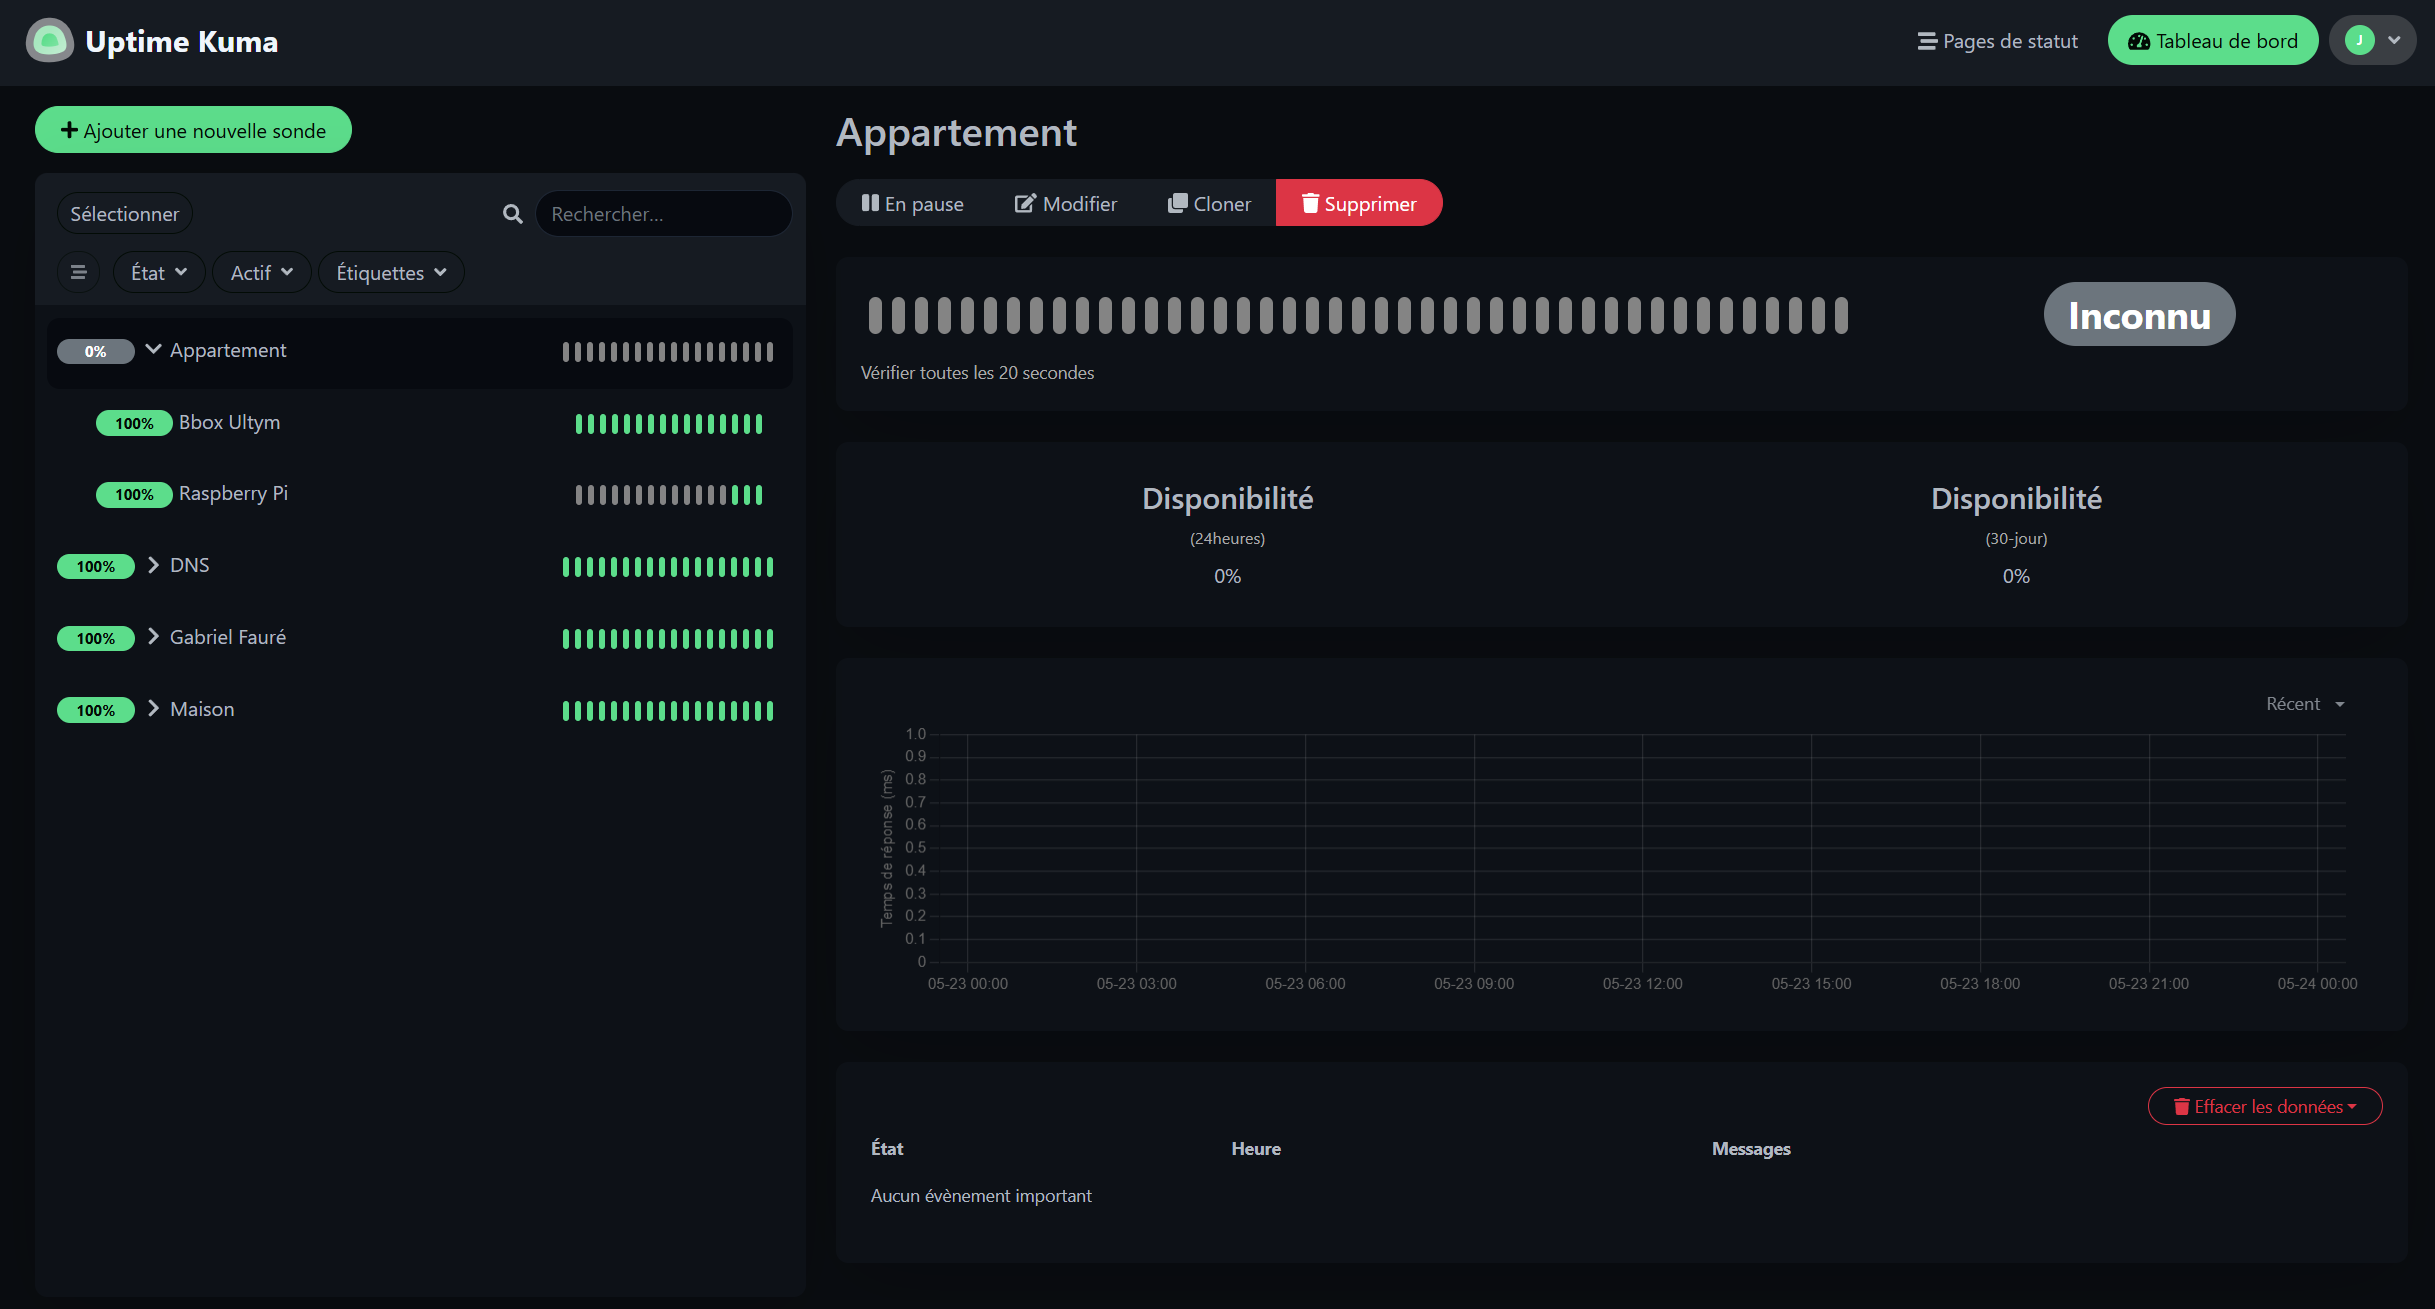 Uptime Kuma
Pages de statut
Tableau de bord
J
Ajouter une nouvelle sonde
Sélectionner
Rechercher...
État
Actif
Étiquettes
0% Appartement
100% Bbox Ultym
100% Raspberry Pi
100% DNS
100% Gabriel Fauré
100% Maison
Appartement
En pause Modifier Cloner Supprimer
Inconnu
Vérifier toutes les 20 secondes
Disponibilité
(24heures)
0%
Disponibilité
(30-jour)
0%
Récent
Temps de réponse (ms)
1.0
0.9
0.8
0.7
0.6
0.5
0.4
0.3
0.2
0.1
0
05-23 00:00 05-23 03:00 05-23 06:00 05-23 09:00 05-23 12:00 05-23 15:00 05-23 18:00 05-23 21:00 05-24 00:00
Effacer les données
État Heure Messages
Aucun évènement important